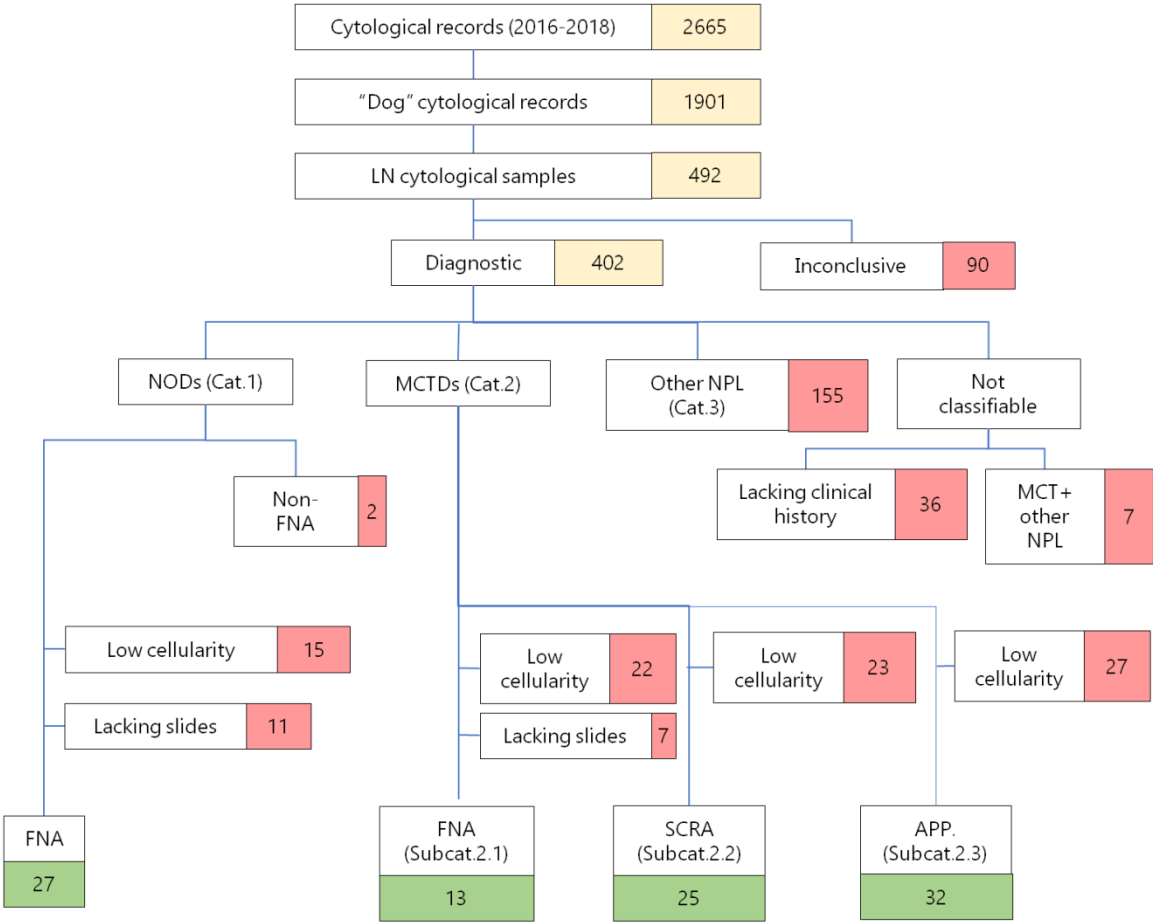 Cytological records (2016-2018) 2665
“Dog” cytological records 1901
LN cytological samples 492
Diagnostic 402
Inconclusive 90
NODs (Cat.1)
MCTDs (Cat.2)
Other NPL
(Cat.3)
155
Not
classifiable
Non-
FNA
2
Lacking clinical
history
36
MCT+
other
NPL
7
Low cellularity 15
Low
cellularity
22
Low
cellularity
23
Low
cellularity
27
Lacking slides 11
Lacking slides 7
FNA
27
FNA
(Subcat.2.1)
13
SCRA
(Subcat.2.2)
25
APP.
(Subcat.2.3)
32